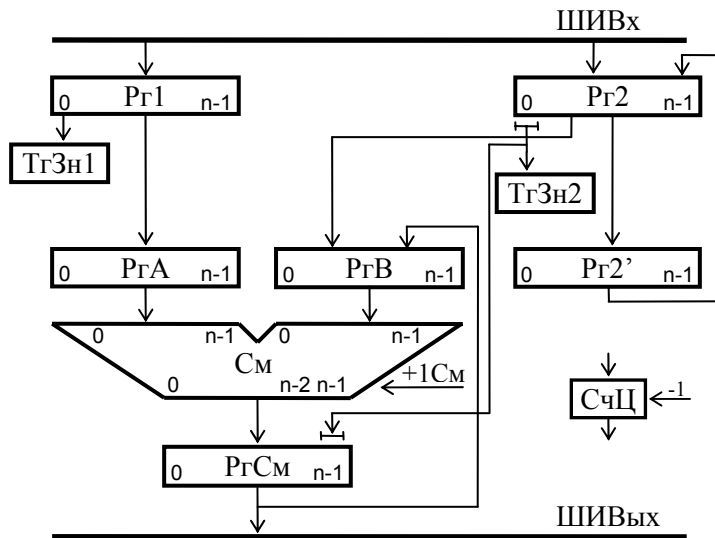 ШИВх
Рг1
0
n-1
Рг2
0
n-1
ТгЗн1
ТгЗн2
РгА
0
n-1
РгВ
0
n-1
Рг2’
0
n-1
0
n-1
0
n-1
См
0
n-2 n-1
+1См
СчЦ
-1
РгСм
0
n-1
ШИВых